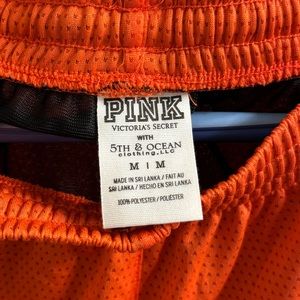 PINK
VICTORIA'S SECRET
WITH
5TH & OCEAN
clothing, LLC
M | M
MADE IN SRI LANKA / FAIT AU
SRI LANKA / HECHO EN SRI LANKA
100% POLYESTER / POLIÉSTER